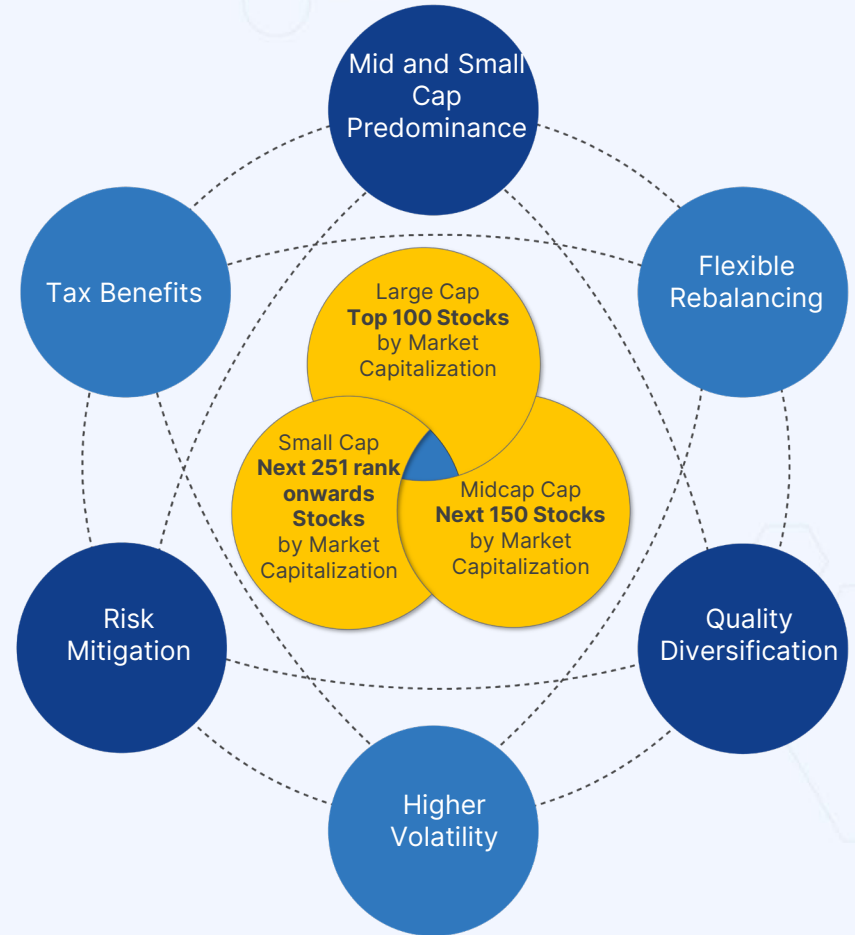 Mid and Small
Cap
Predominance
Tax Benefits
Flexible
Rebalancing
Large Cap
Top 100 Stocks
by Market
Capitalization
Small Cap
Next 251 rank
onwards
Stocks
by Market
Capitalization
Midcap Cap
Next 150 Stocks
by Market
Capitalization
Risk
Mitigation
Quality
Diversification
Higher
Volatility